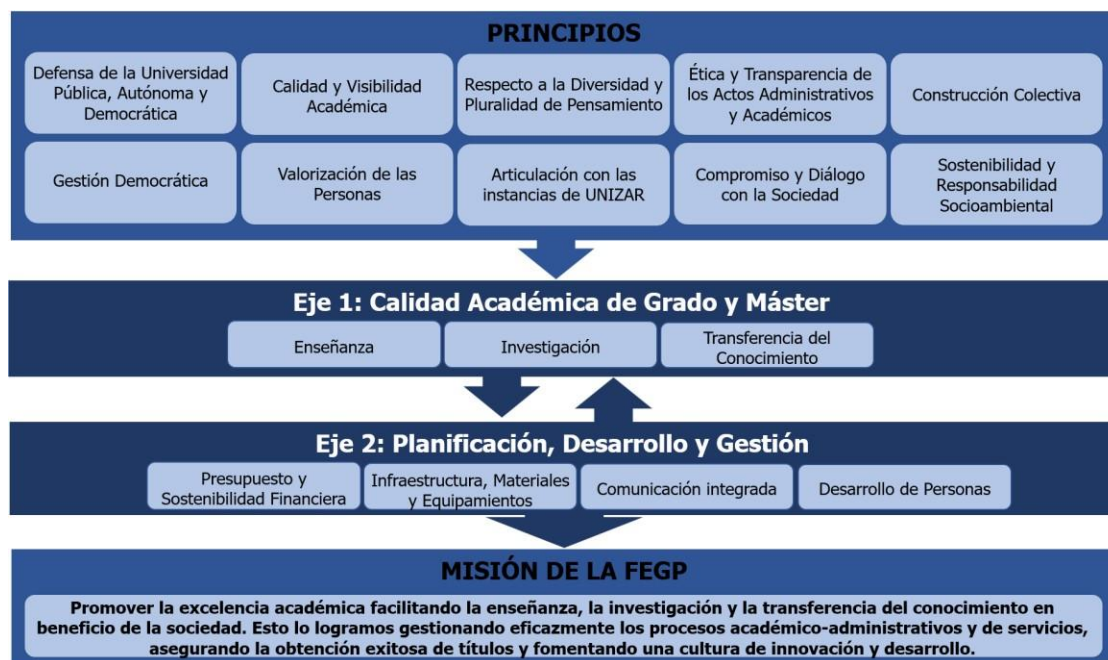 PRINCIPIOS
Defensa de la Universidad
Pública, Autónoma y
Democrática
Calidad y Visibilidad
Académica
Respecto a la Diversidad y
Pluralidad de Pensamiento
Ética y Transparencia de
los Actos Administrativos
y Académicos
Construcción Colectiva
Gestión Democrática
Valorización de las
Personas
Articulación con las
instancias de UNIZAR
Compromiso y Diálogo
con la Sociedad
Sostenibilidad y
Responsabilidad
Socioambiental
Eje 1: Calidad Académica de Grado y Máster
Enseñanza
Investigación
Transferencia del
Conocimiento
Eje 2: Planificación, Desarrollo y Gestión
Presupuesto y
Sostenibilidad Financiera
Infraestructura, Materiales
y Equipamientos
Comunicación integrada
Desarrollo de Personas
MISIÓN DE LA FEGP
Promover la excelencia académica facilitando la enseñanza, la investigación y la transferencia del conocimiento en
beneficio de la sociedad. Esto lo logramos gestionando eficazmente los procesos académico-administrativos y de servicios,
asegurando la obtención exitosa de títulos y fomentando una cultura de innovación y desarrollo.